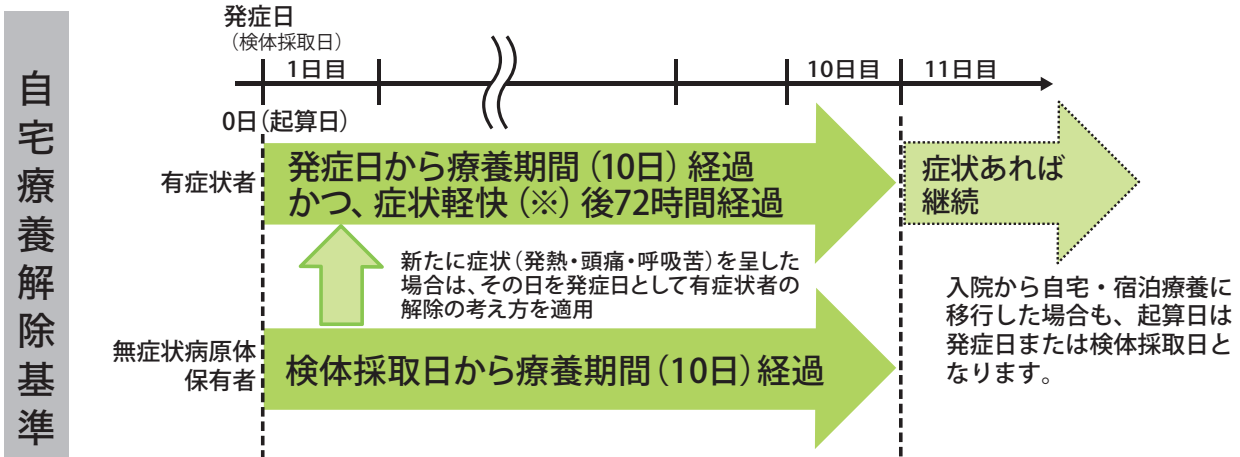 自宅療養解除基準
発症日
（検体採取日）
1日目
10日目
11日目
0日（起算日）
有症状者
発症日から療養期間（10日）経過
かつ、症状軽快（※）後72時間経過
症状あれば
継続
新たに症状（発熱・頭痛・呼吸苦）を呈した
場合は、その日を発症日として有症状者の
解除の考え方を適用
入院から自宅・宿泊療養に
移行した場合も、起算日は
発症日または検体採取日と
なります。
無症状病原体
保有者
検体採取日から療養期間（10日）経過